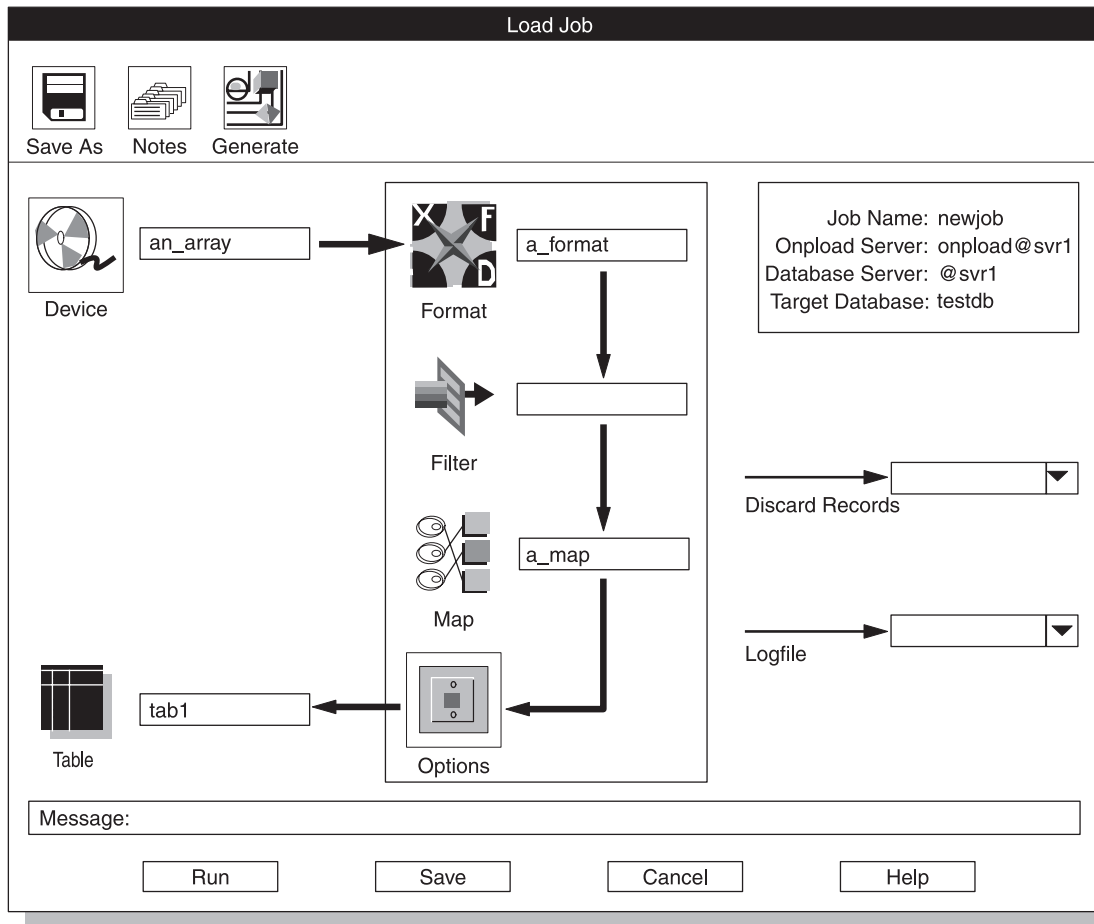 Load Job
Save As
Notes
Generate
Device
an_array
X F D
Format
a_format
Job Name: newjob
Onpload Server: onpload@svr1
Database Server: @svr1
Target Database: testdb
Filter
Discard Records
Map
a_map
Logfile
Table
tab1
Options
Message:
Run
Save
Cancel
Help